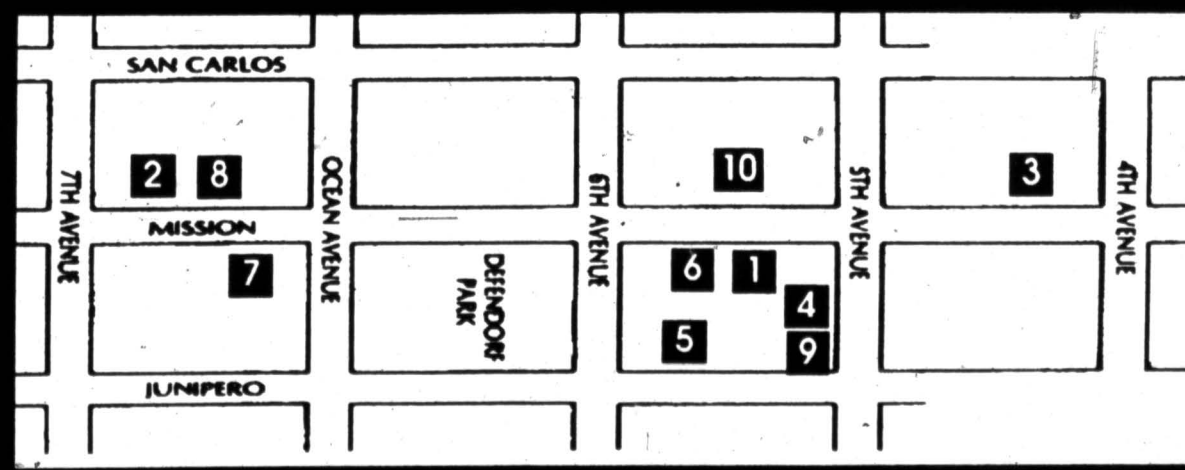 SAN CARLOS
2
8
10
3
7TH AVENUE
OCEAN AVENUE
6TH AVENUE
5TH AVENUE
4TH AVENUE
MISSION
7
DEFENDORF
PARK
6
1
4
5
9
JUNIPERO